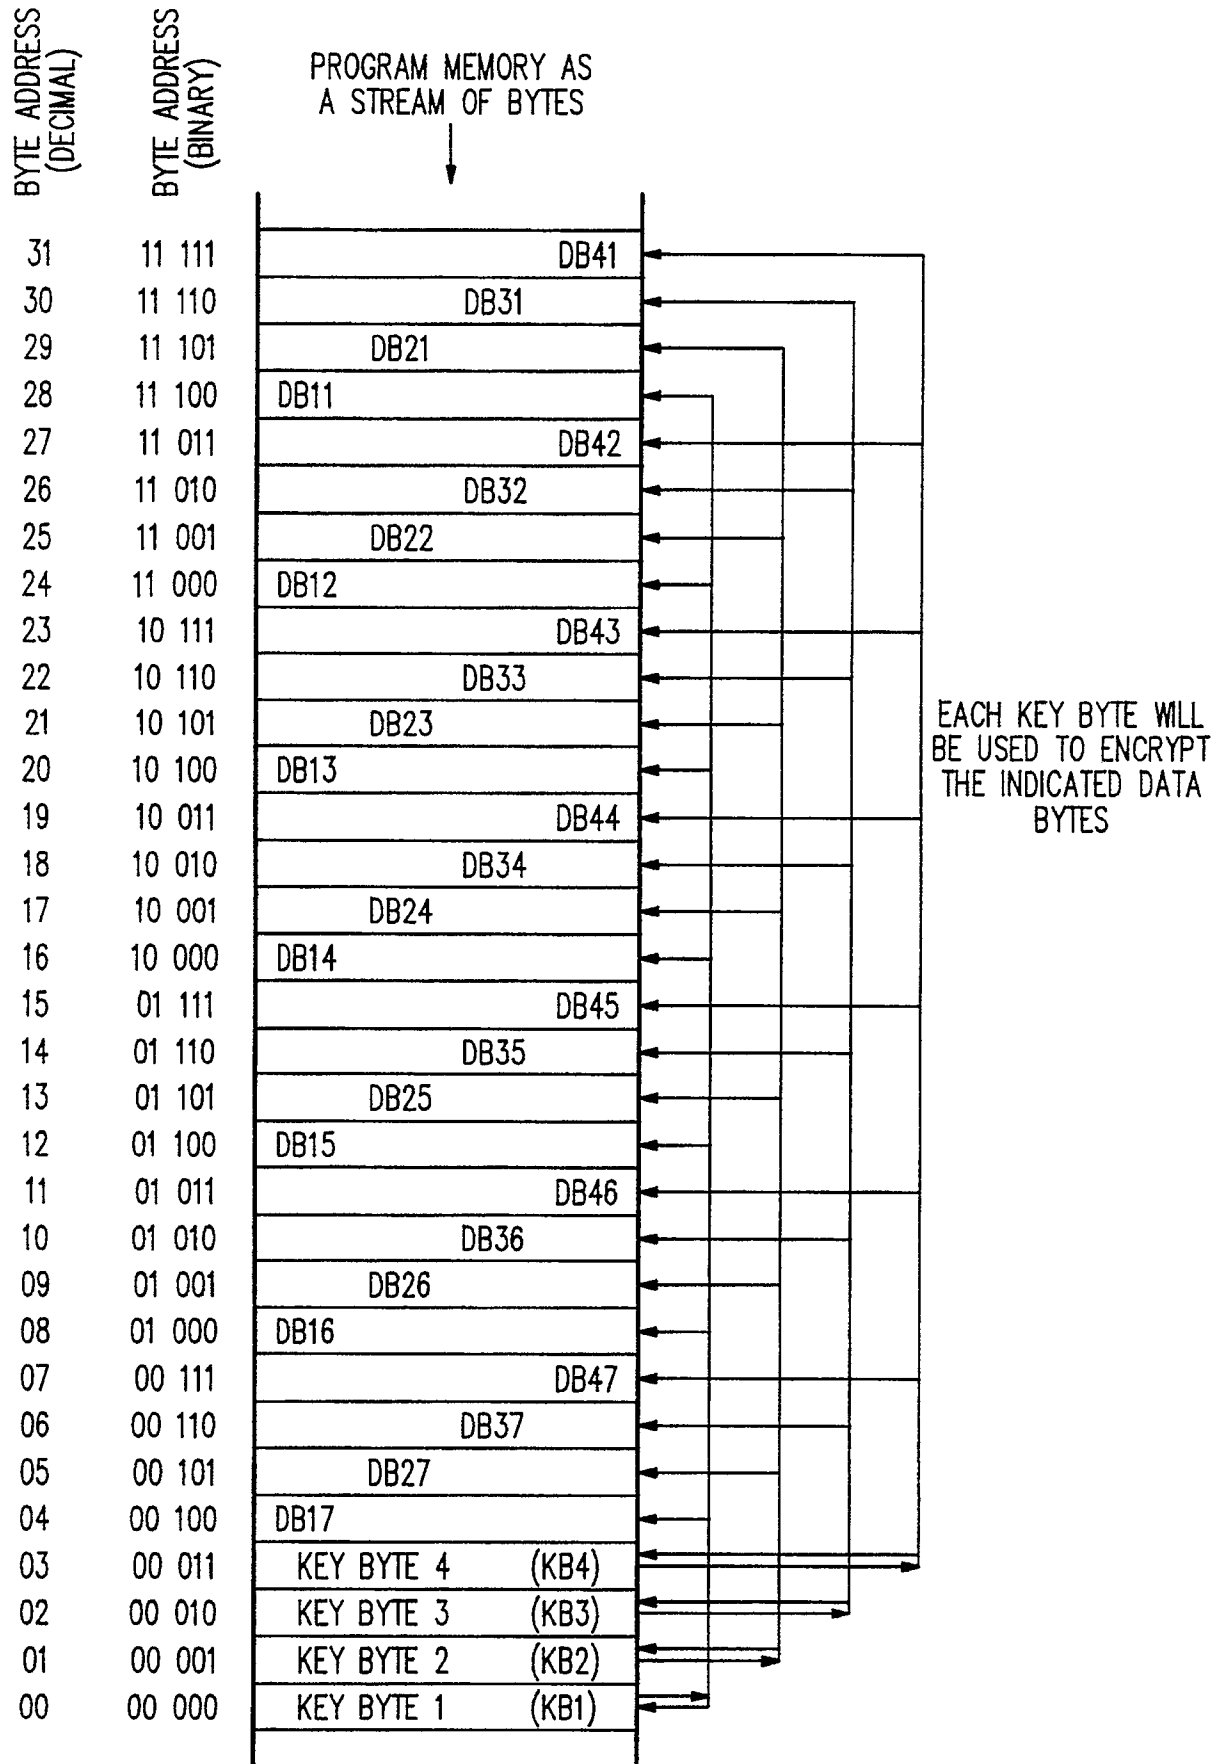 BYTE ADDRESS
(DECIMAL)
BYTE ADDRESS
(BINARY)
PROGRAM MEMORY AS
A STREAM OF BYTES
31 11 111 DB41
30 11 110 DB31
29 11 101 DB21
28 11 100 DB11
27 11 011 DB42
26 11 010 DB32
25 11 001 DB22
24 11 000 DB12
23 10 111 DB43
22 10 110 DB33
21 10 101 DB23
20 10 100 DB13
19 10 011 DB44
18 10 010 DB34
17 10 001 DB24
16 10 000 DB14
15 01 111 DB45
14 01 110 DB35
13 01 101 DB25
12 01 100 DB15
11 01 011 DB46
10 01 010 DB36
09 01 001 DB26
08 01 000 DB16
07 00 111 DB47
06 00 110 DB37
05 00 101 DB27
04 00 100 DB17
03 00 011 KEY BYTE 4 (KB4)
02 00 010 KEY BYTE 3 (KB3)
01 00 001 KEY BYTE 2 (KB2)
00 00 000 KEY BYTE 1 (KB1)
EACH KEY BYTE WILL
BE USED TO ENCRYPT
THE INDICATED DATA
BYTES